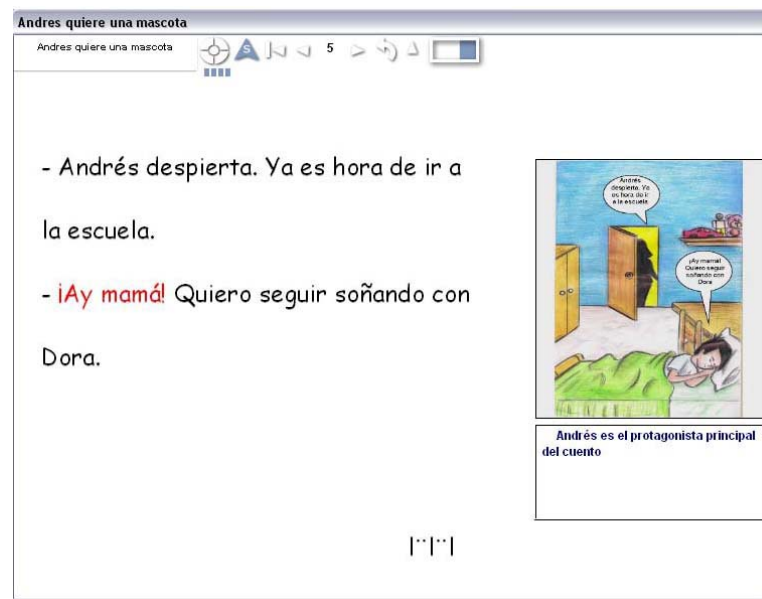 Andres quiere una mascota
Andres quiere una mascota
S
5
- Andrés despierta. Ya es hora de ir a
la escuela.
- ¡Ay mamá! Quiero seguir soñando con
Dora.
Andrés
despierta. Ya
es hora de ir
a la escuela
¡Ay mama!
Quiero seguir
soñando con
Dora
Andrés es el protagonista principal
del cuento
|¨|¨|